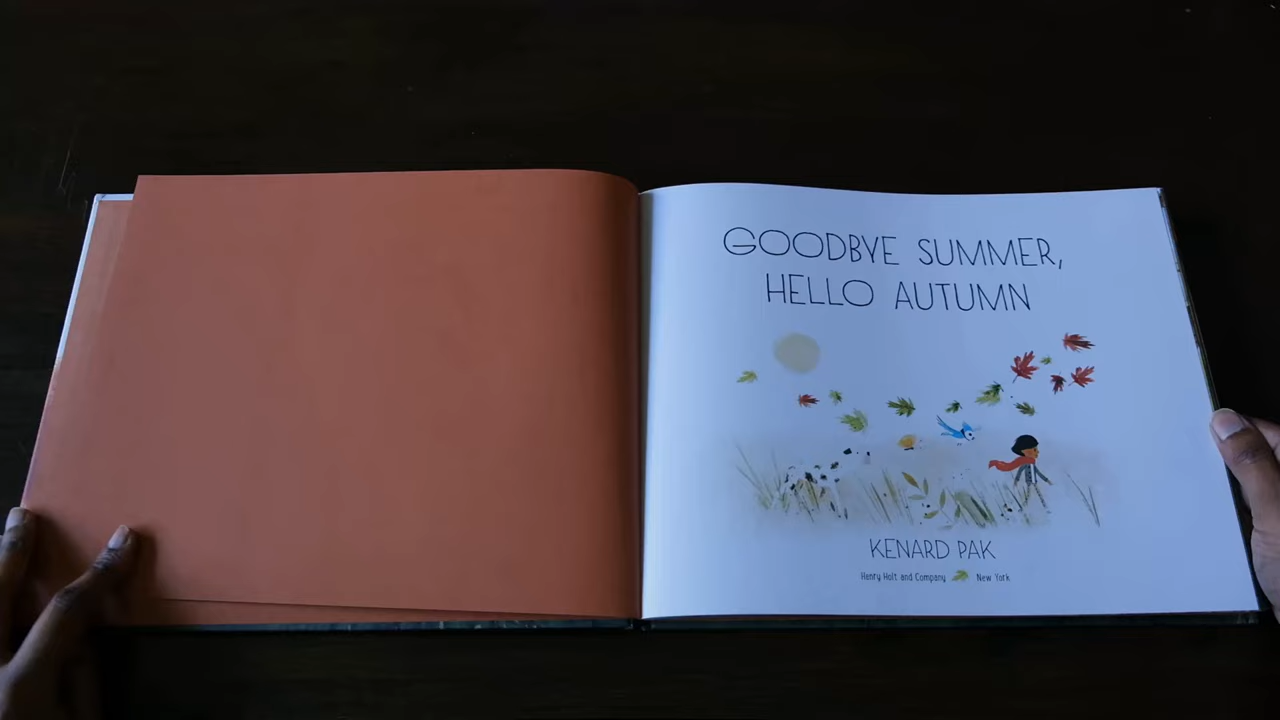 GOODBYE SUMMER,
HELLO AUTUMN
KENARD PAK
Henry Holt and Company New York